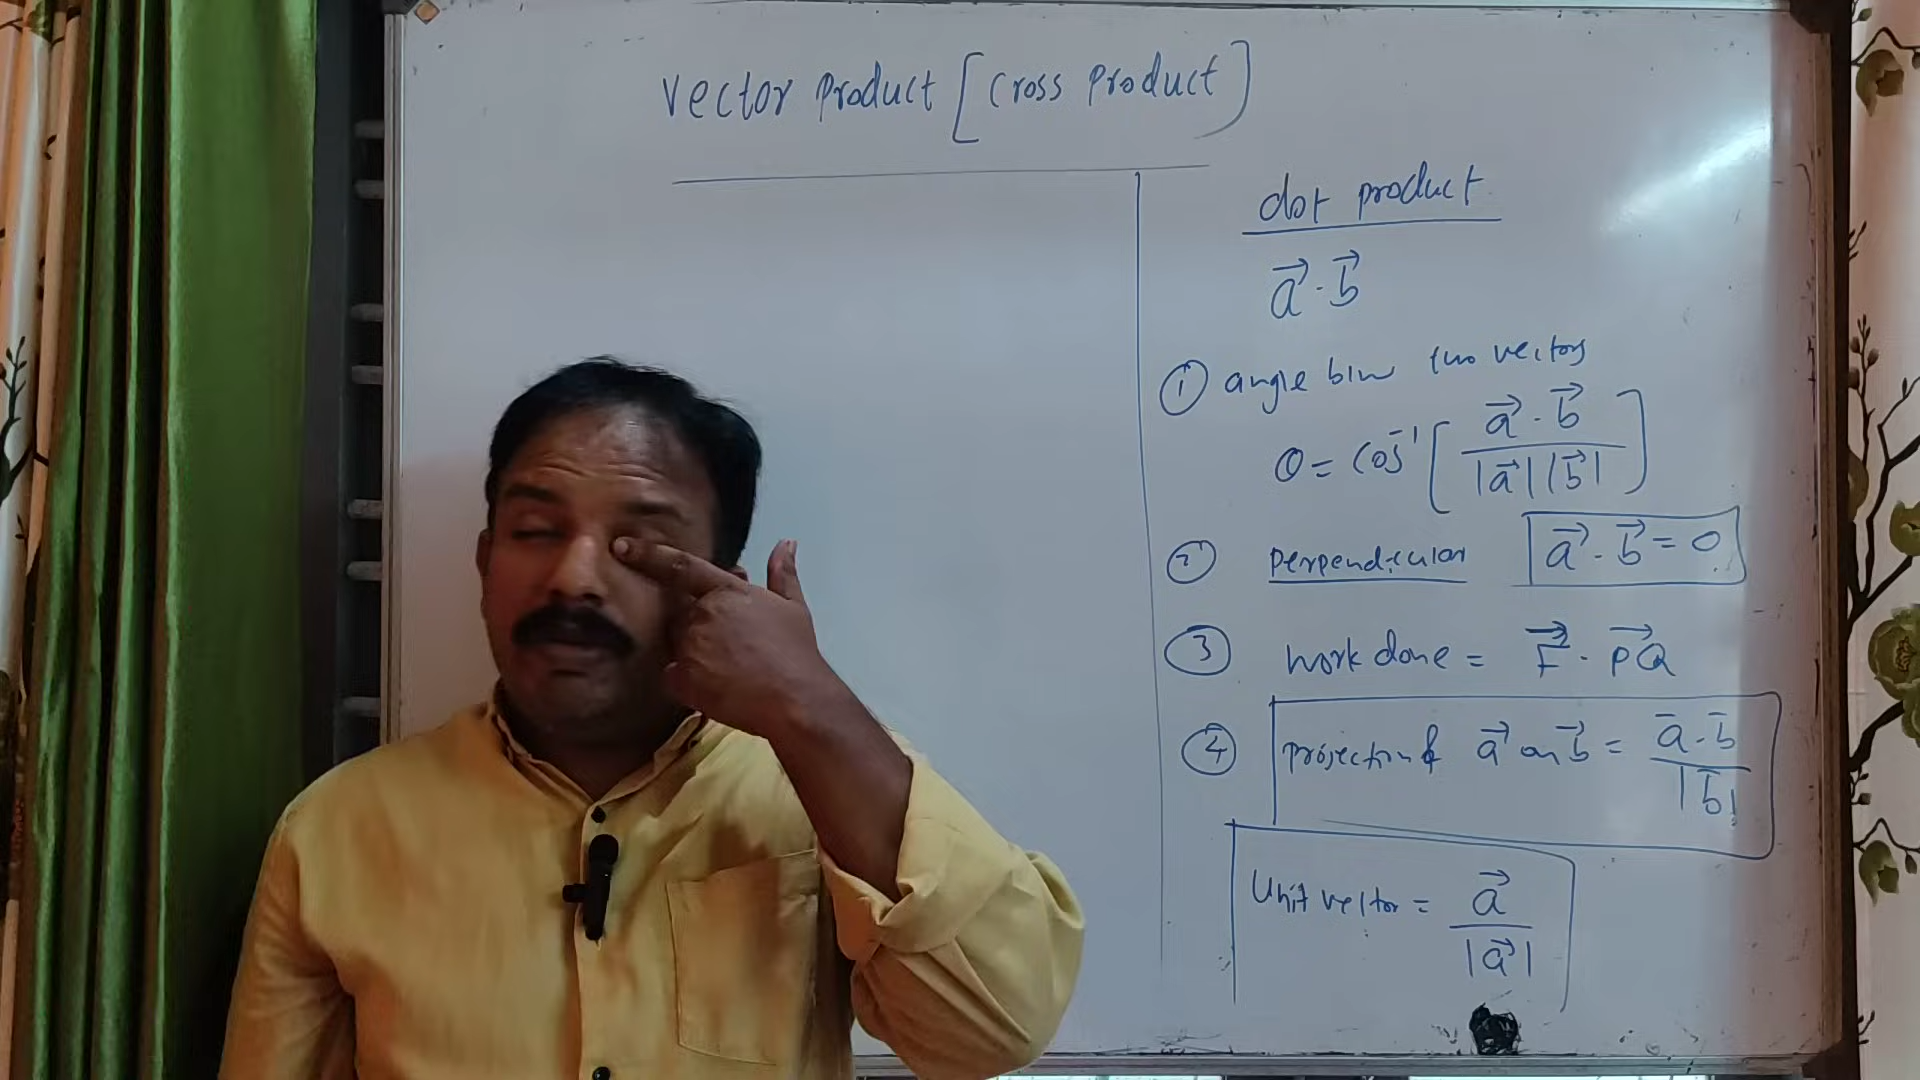 Vector Product [Cross Product]
dot product
a⃗ · b⃗
① angle b/w two vectors
θ = cos⁻¹ [ a⃗ · b⃗ / |a⃗| |b⃗| ]
② perpendicular a⃗ · b⃗ = 0
③ work done = F⃗ · PQ⃗
④ projection of a⃗ on b⃗ = a̅ · b̅ / |b̅|
Unit vector = a⃗ / |a⃗|